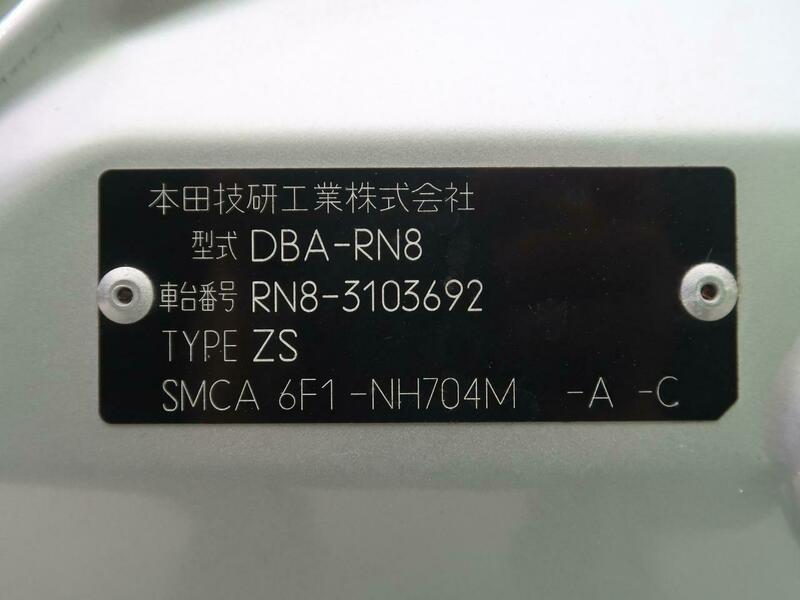 本田技研工業株式会社
型式 DBA-RN8
車台番号 RN8-3103692
TYPE ZS
SMCA 6F1 -NH704M -A -C